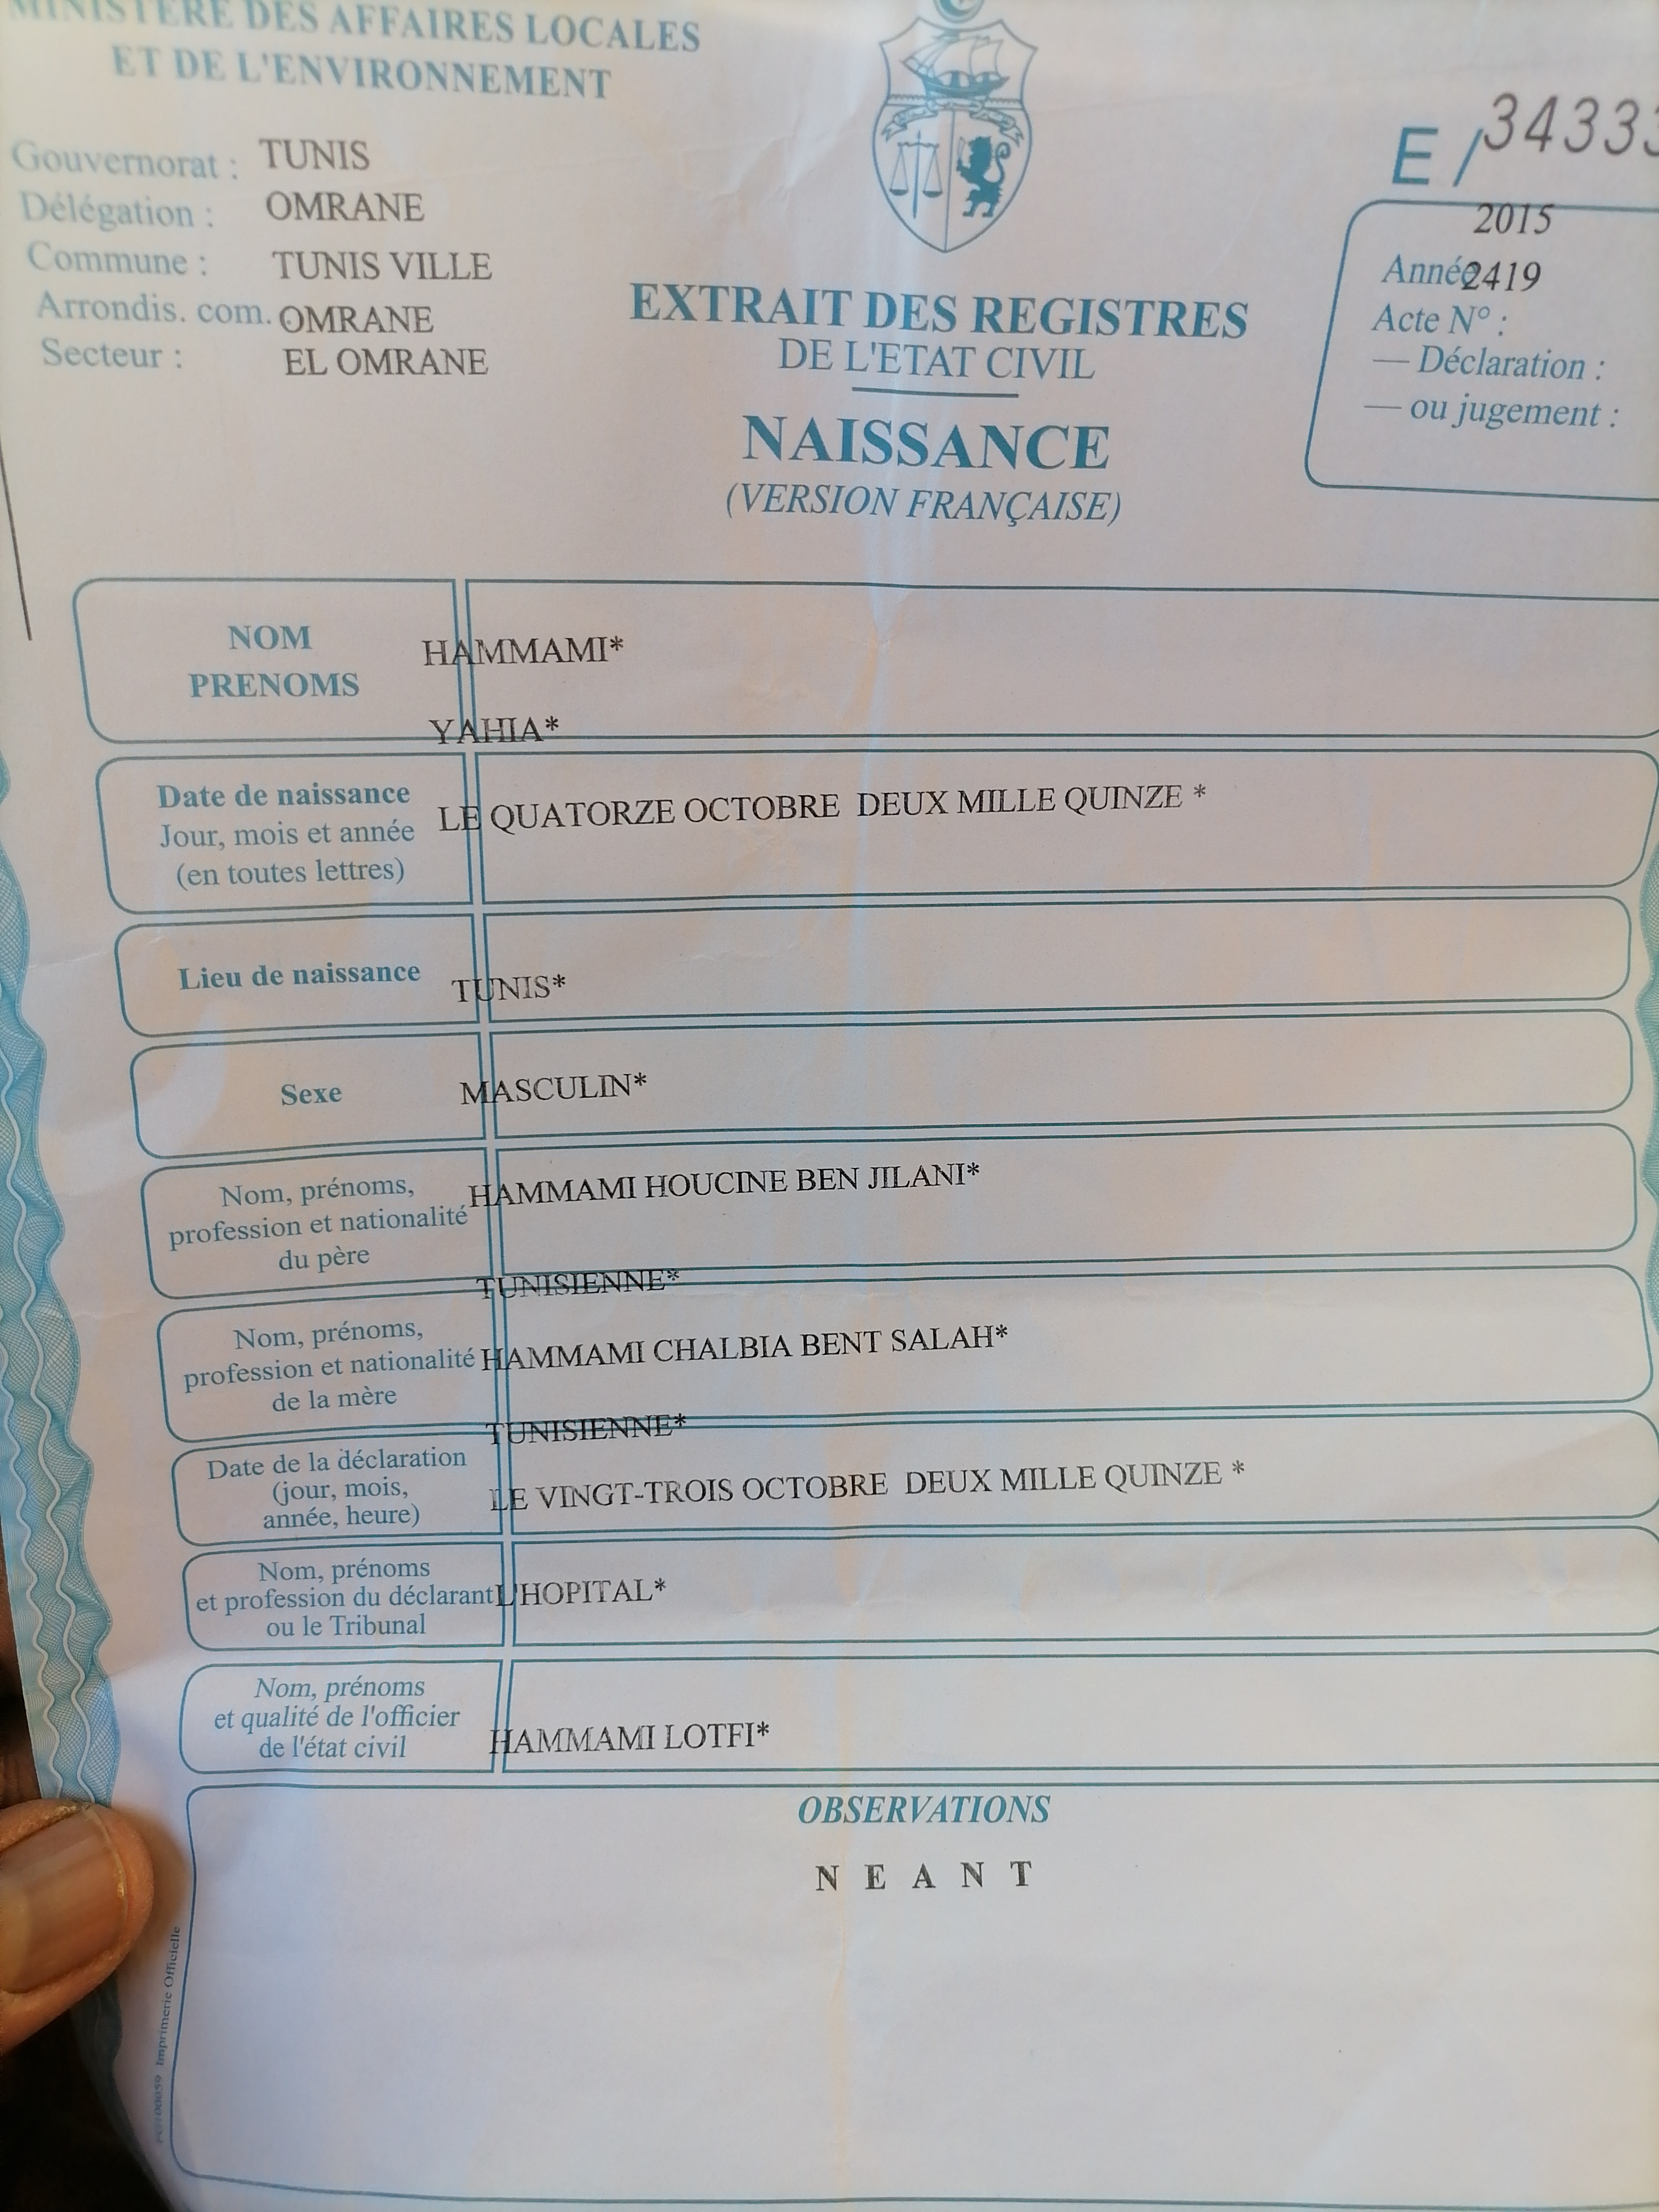 MINISTERE DES AFFAIRES LOCALES
ET DE L'ENVIRONNEMENT
Gouvernorat : TUNIS
Délégation : OMRANE
Commune : TUNIS VILLE
Arrondis. com. OMRANE
Secteur : EL OMRANE
EXTRAIT DES REGISTRES
DE L'ETAT CIVIL
NAISSANCE
(VERSION FRANÇAISE)
E / 3433
2015
Année 2419
Acte N° :
— Déclaration :
— ou jugement :
NOM
HAMMAMI*
PRENOMS
YAHIA*
Date de naissance
Jour, mois et année
(en toutes lettres)
LE QUATORZE OCTOBRE DEUX MILLE QUINZE *
Lieu de naissance
TUNIS*
Sexe
MASCULIN*
Nom, prénoms,
profession et nationalité
du père
HAMMAMI HOUCINE BEN JILANI*
TUNISIENNE*
Nom, prénoms,
profession et nationalité
de la mère
HAMMAMI CHALBIA BENT SALAH*
TUNISIENNE*
Date de la déclaration
(jour, mois,
année, heure)
LE VINGT-TROIS OCTOBRE DEUX MILLE QUINZE *
Nom, prénoms
et profession du déclarant
ou le Tribunal
L'HOPITAL*
Nom, prénoms
et qualité de l'officier
de l'état civil
HAMMAMI LOTFI*
OBSERVATIONS
N E A N T
Imprimerie Officielle